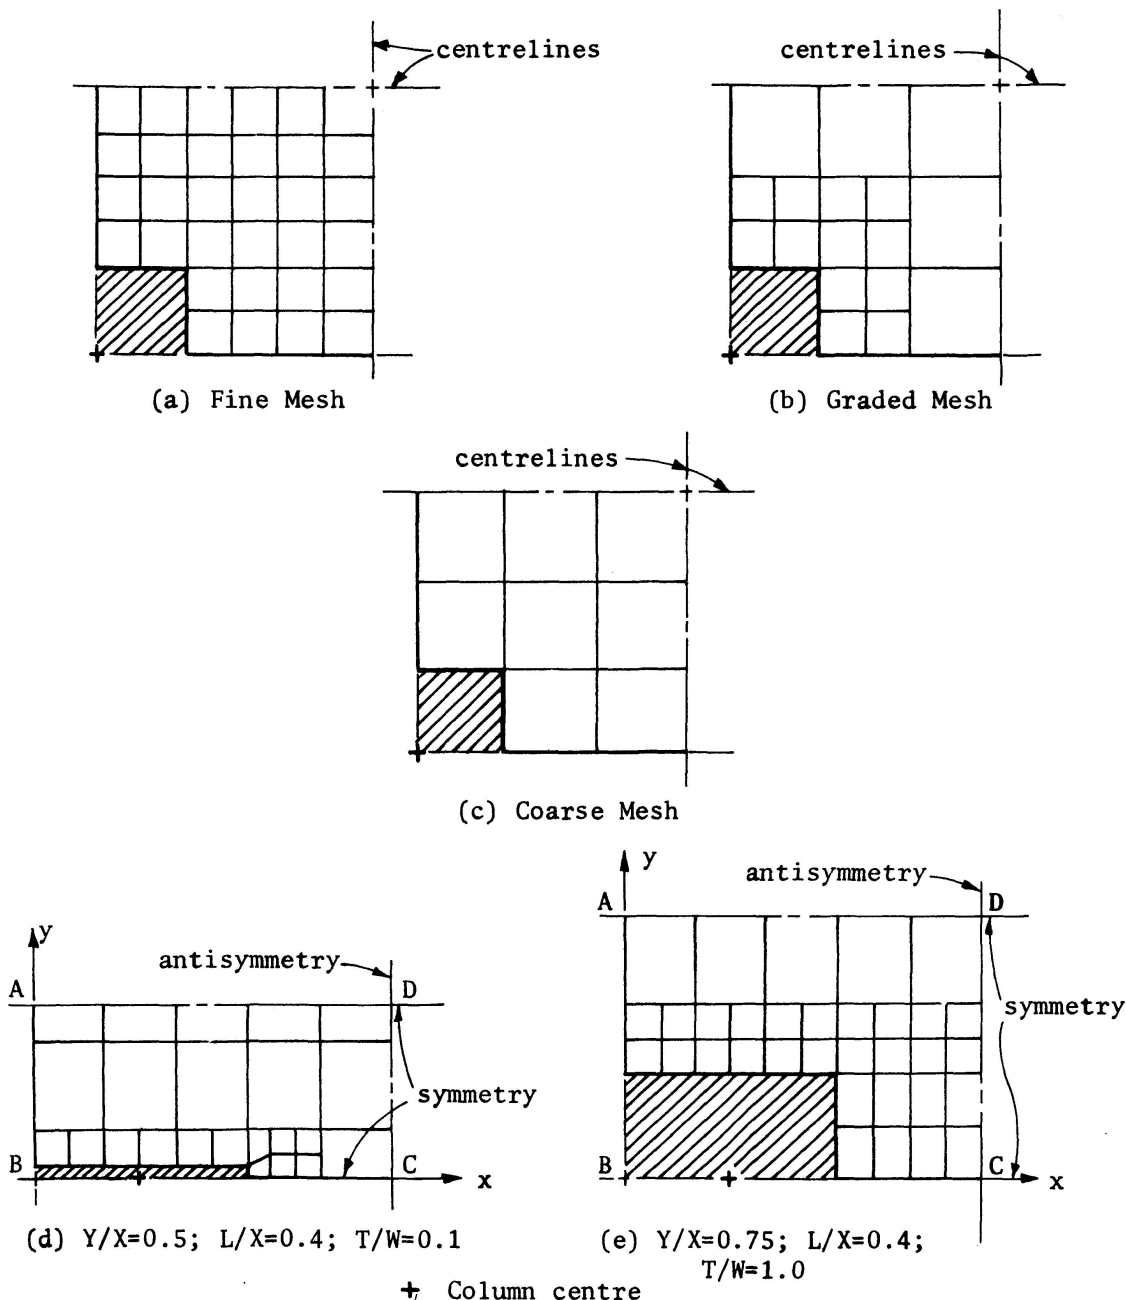 centrelines
centrelines
(a) Fine Mesh
(b) Graded Mesh
centrelines
(c) Coarse Mesh
y
antisymmetry
A
D
symmetry
B
C
x
(d) Y/X=0.5; L/X=0.4; T/W=0.1
y
antisymmetry
A
D
symmetry
B
C
x
(e) Y/X=0.75; L/X=0.4;
T/W=1.0
+ Column centre